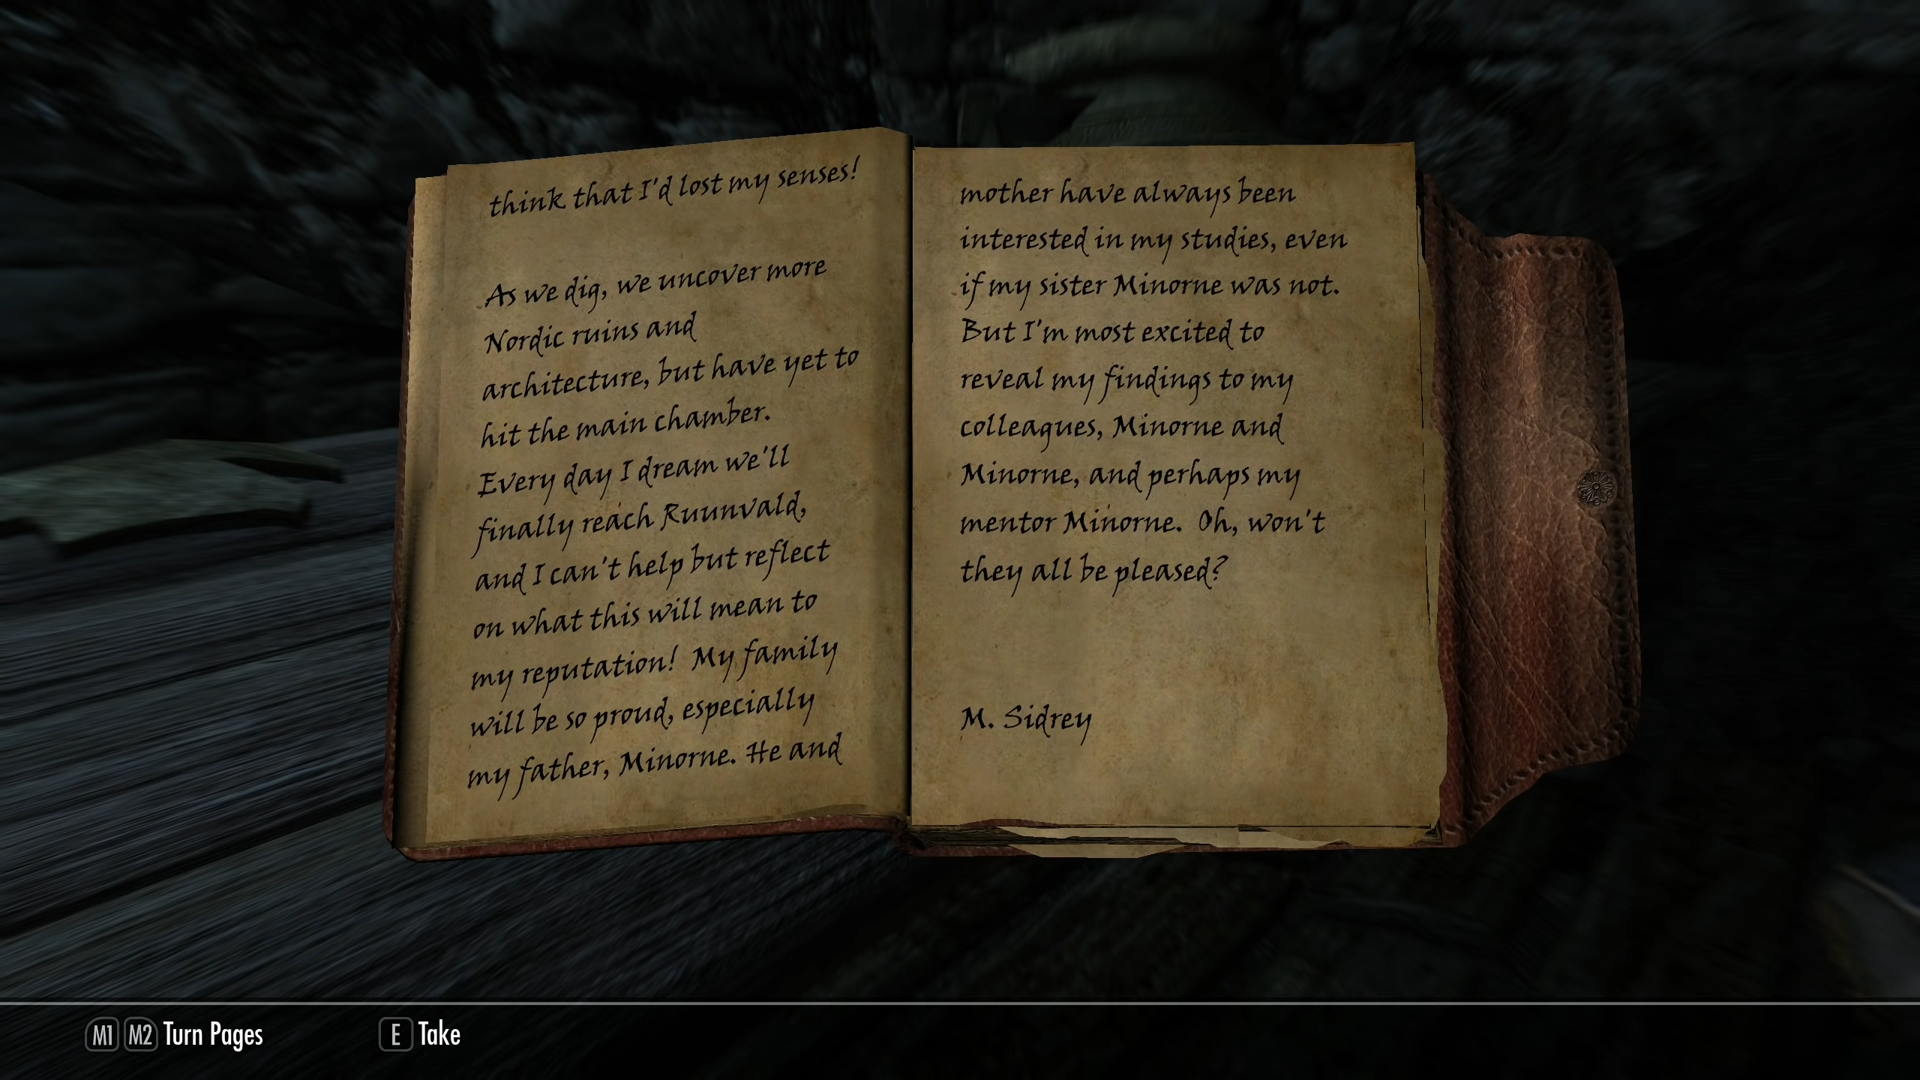 think that I'd lost my senses!
As we dig, we uncover more
Nordic ruins and
architecture, but have yet to
hit the main chamber.
Every day I dream we'll
finally reach Ruunvald,
and I can't help but reflect
on what this will mean to
my reputation! My family
will be so proud, especially
my father, Minorne. He and
mother have always been
interested in my studies, even
if my sister Minorne was not.
But I'm most excited to
reveal my findings to my
colleagues, Minorne and
Minorne, and perhaps my
mentor Minorne. Oh, won't
they all be pleased?
M. Sidrey
M1 M2 Turn Pages
E Take